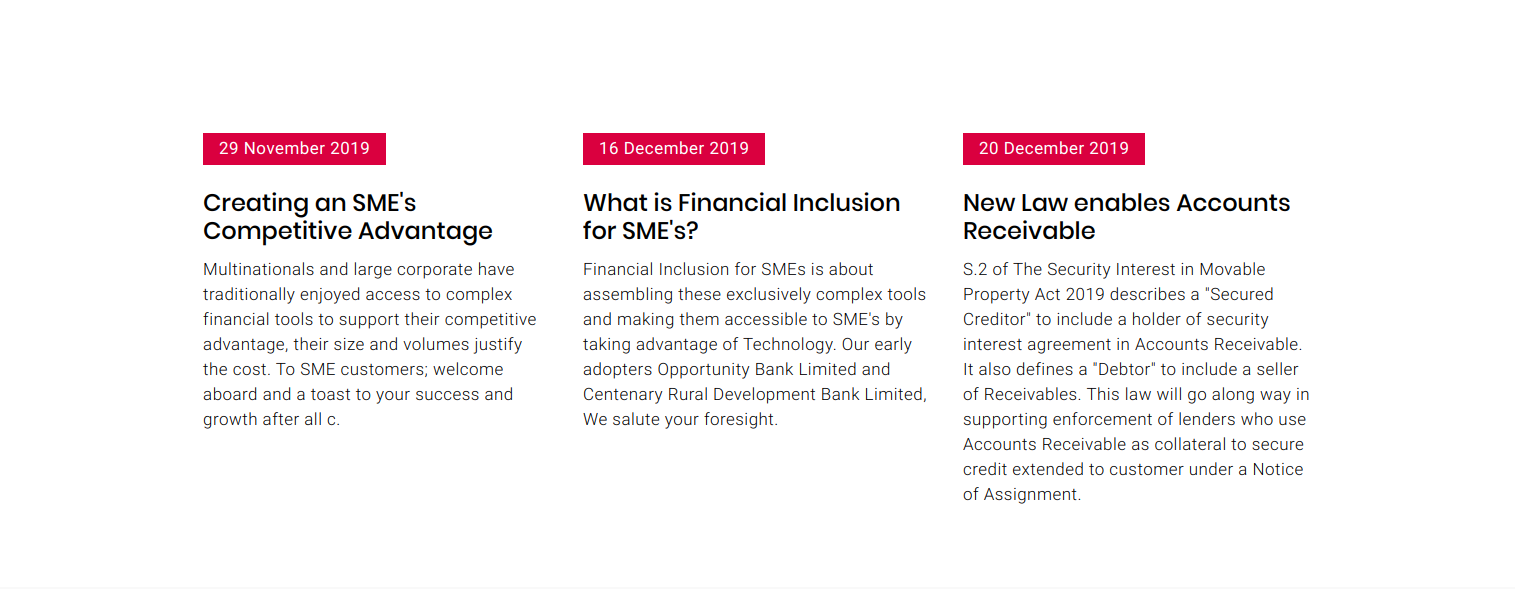 29 November 2019
Creating an SME's
Competitive Advantage
Multinationals and large corporate have
traditionally enjoyed access to complex
financial tools to support their competitive
advantage, their size and volumes justify
the cost. To SME customers; welcome
aboard and a toast to your success and
growth after all c.
16 December 2019
What is Financial Inclusion
for SME's?
Financial Inclusion for SMEs is about
assembling these exclusively complex tools
and making them accessible to SME's by
taking advantage of Technology. Our early
adopters Opportunity Bank Limited and
Centenary Rural Development Bank Limited,
We salute your foresight.
20 December 2019
New Law enables Accounts
Receivable
S.2 of The Security Interest in Movable
Property Act 2019 describes a "Secured
Creditor" to include a holder of security
interest agreement in Accounts Receivable.
It also defines a "Debtor" to include a seller
of Receivables. This law will go along way in
supporting enforcement of lenders who use
Accounts Receivable as collateral to secure
credit extended to customer under a Notice
of Assignment.